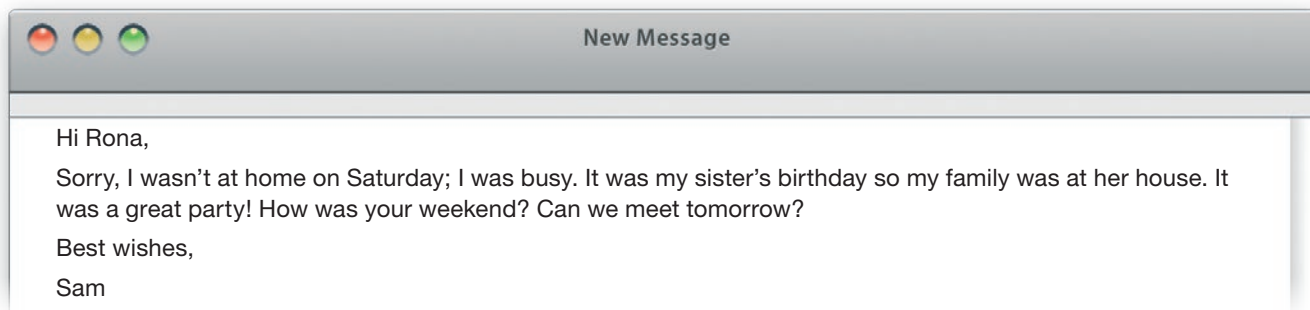 New Message
Hi Rona,
Sorry, I wasn’t at home on Saturday; I was busy. It was my sister’s birthday so my family was at her house. It
was a great party! How was your weekend? Can we meet tomorrow?
Best wishes,
Sam